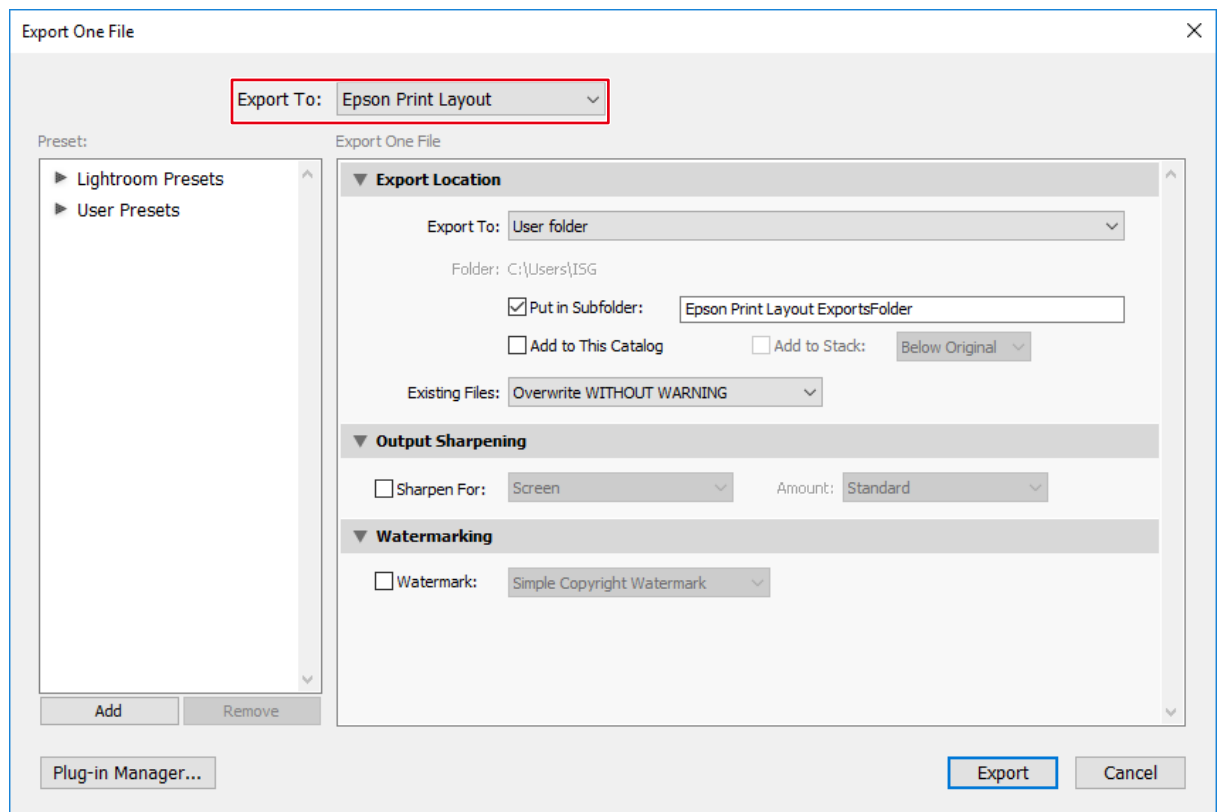 Export One File
Export To: Epson Print Layout
Preset:
Export One File
Lightroom Presets
User Presets
Export Location
Export To: User folder
Folder: C:\Users\ISG
Put in Subfolder: Epson Print Layout ExportsFolder
Add to This Catalog Add to Stack: Below Original
Existing Files: Overwrite WITHOUT WARNING
Output Sharpening
Sharpen For: Screen Amount: Standard
Watermarking
Watermark: Simple Copyright Watermark
Add Remove
Plug-in Manager... Export Cancel